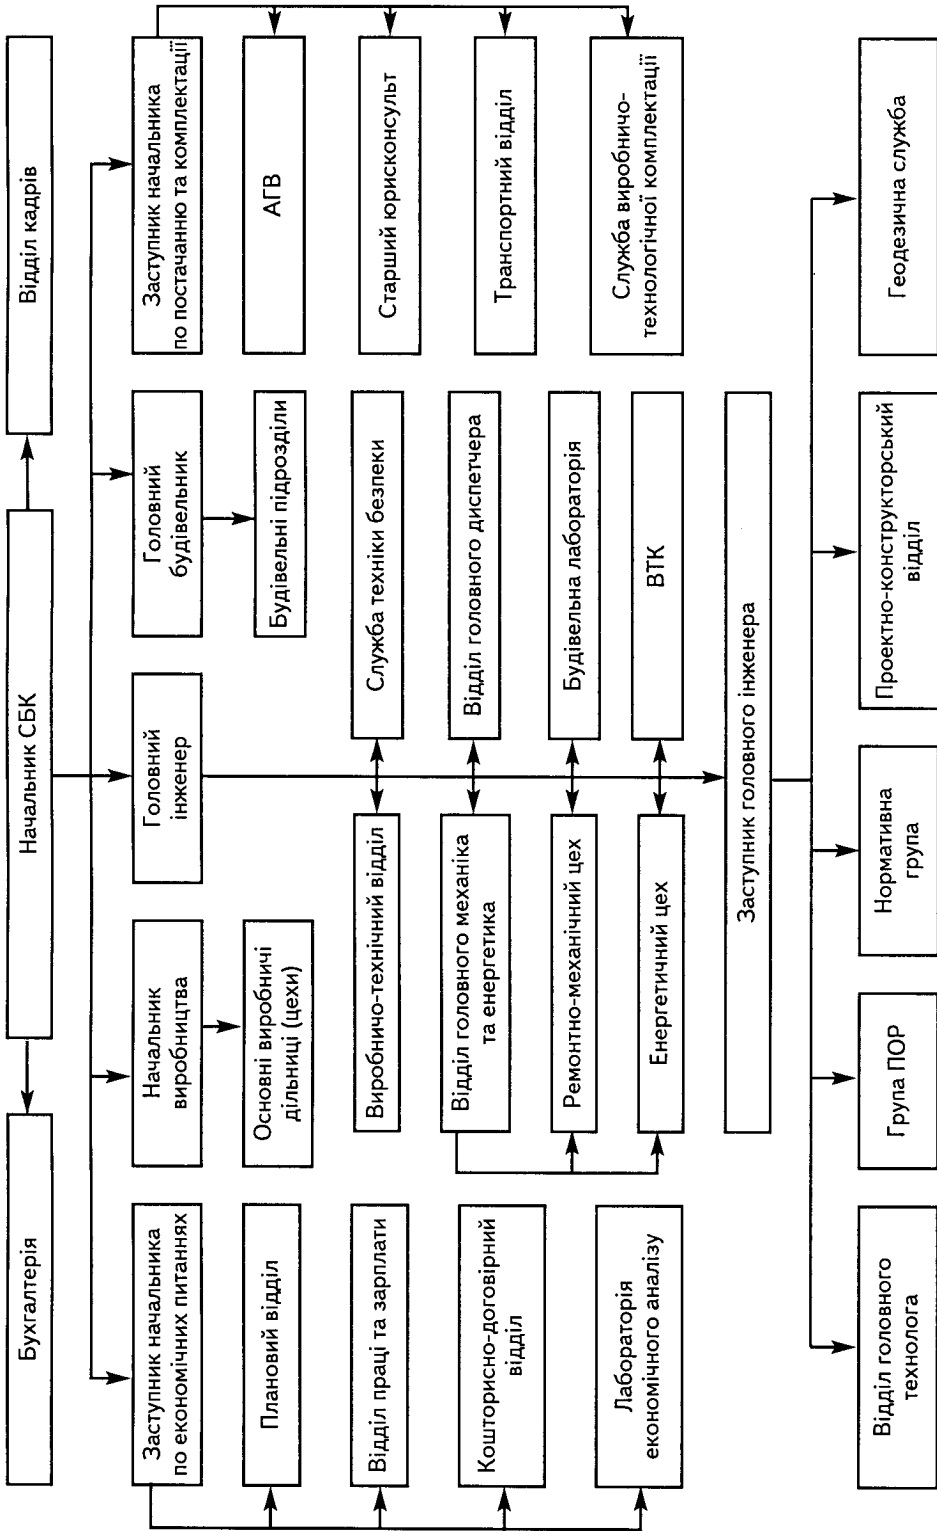 Бухгалтерія
Начальник СБК
Відділ кадрів
Заступник начальника
по економічних питаннях
Начальник
виробництва
Головний
інженер
Головний
будівельник
Заступник начальника
по постачанню та комплектації
Плановий відділ
Основні виробничі
дільниці (цехи)
Будівельні підрозділи
АГВ
Відділ праці та зарплати
Виробничо-технічний відділ
Служба техніки безпеки
Старший юрисконсульт
Кошторисно-договірний
відділ
Відділ головного механіка
та енергетика
Відділ головного диспетчера
Транспортний відділ
Лабораторія
економічного аналізу
Ремонтно-механічний цех
Будівельна лабораторія
Служба виробничо-
технологічної комплектації
Енергетичний цех
ВТК
Заступник головного інженера
Відділ головного
технолога
Група ПОР
Нормативна
група
Проектно-конструкторський
відділ
Геодезична служба